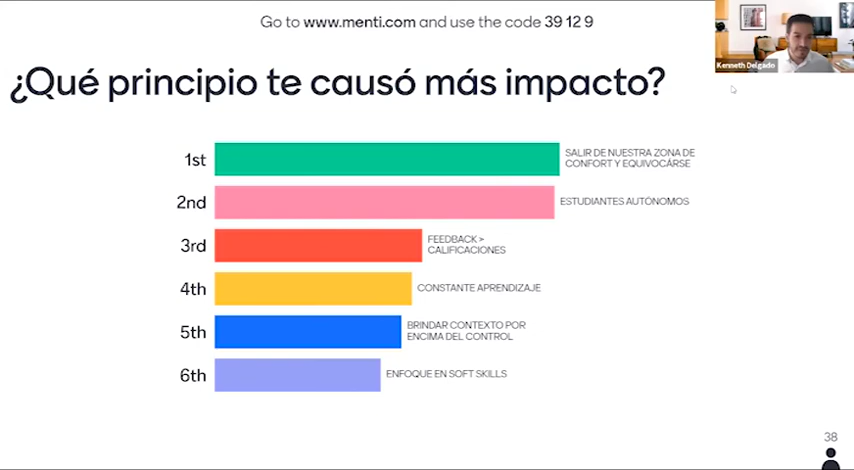 Go to www.menti.com and use the code 39 12 9
Kenneth Delgado
¿Qué principio te causó más impacto?
1st
SALIR DE NUESTRA ZONA DE
CONFORT Y EQUIVOCÁRSE
2nd
ESTUDIANTES AUTÓNOMOS
3rd
FEEDBACK >
CALIFICACIONES
4th
CONSTANTE APRENDIZAJE
5th
BRINDAR CONTEXTO POR
ENCIMA DEL CONTROL
6th
ENFOQUE EN SOFT SKILLS
38